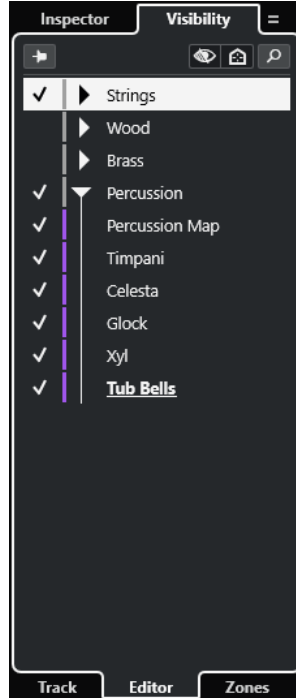 Inspector Visibility
Strings
Wood
Brass
Percussion
Percussion Map
Timpani
Celesta
Glock
Xyl
Tub Bells
Track Editor Zones